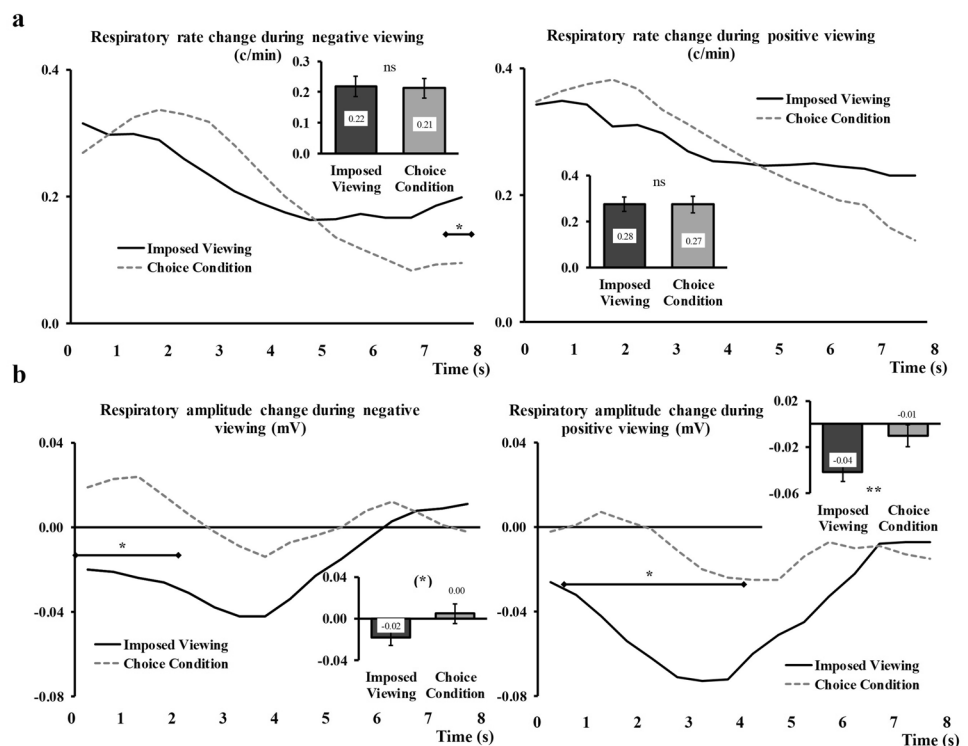 a
Respiratory rate change during negative viewing
(c/min)
0.4
0.2
0.0
0 1 2 3 4 5 6 7 8
Time (s)
Imposed Viewing
Choice Condition
*
ns
0.3
0.2
0.1
0.0
0.22
0.21
Imposed Viewing
Choice Condition
Respiratory rate change during positive viewing
(c/min)
0.4
0.2
0.0
0 1 2 3 4 5 6 7 8
Time (s)
Imposed Viewing
Choice Condition
ns
0.4
0.2
0.0
0.28
0.27
Imposed Viewing
Choice Condition
b
Respiratory amplitude change during negative
viewing (mV)
0.04
0.00
-0.04
-0.08
0 1 2 3 4 5 6 7 8
Time (s)
*
Imposed Viewing
Choice Condition
(*)
0.04
0.00
-0.04
-0.02
0.00
Imposed Viewing
Choice Condition
Respiratory amplitude change during
positive viewing (mV)
0.04
0.00
-0.04
-0.08
0 1 2 3 4 5 6 7 8
Time (s)
*
Imposed Viewing
Choice Condition
0.02
-0.02
-0.06
-0.04
-0.01
**
Imposed Viewing
Choice Condition